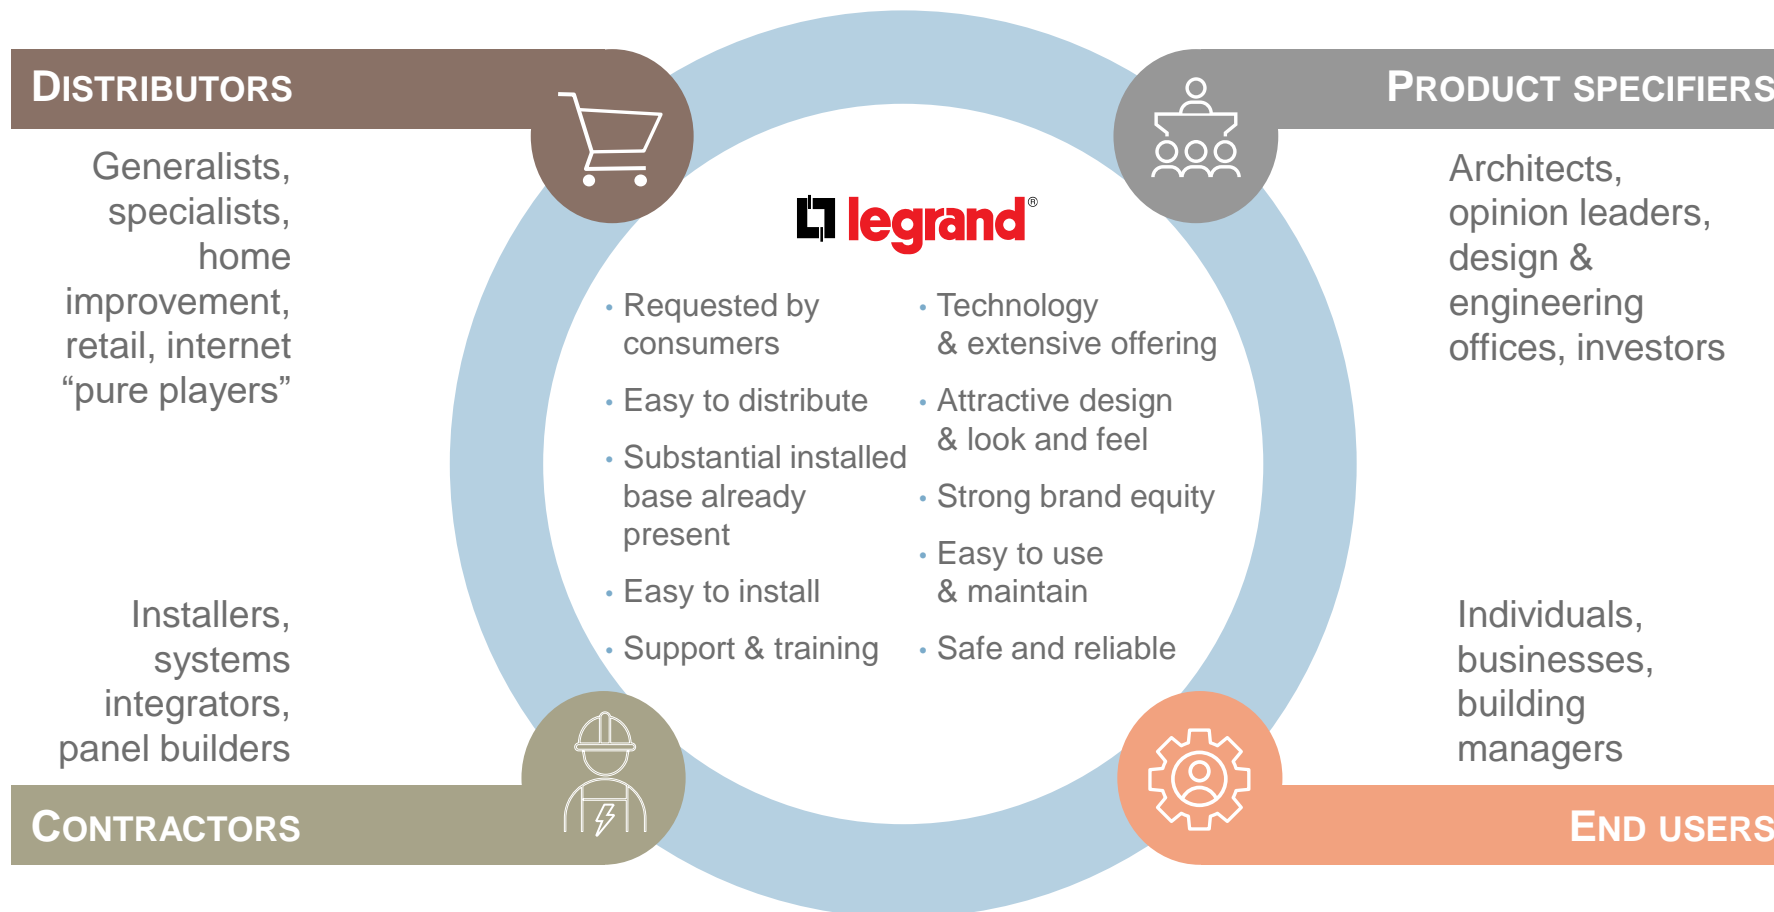 DISTRIBUTORS
Generalists,
specialists,
home
improvement,
retail, internet
“pure players”
PRODUCT SPECIFIERS
Architects,
opinion leaders,
design &
engineering
offices, investors
legrand®
• Requested by
consumers
• Easy to distribute
• Substantial installed
base already
present
• Easy to install
• Support & training
• Technology
& extensive offering
• Attractive design
& look and feel
• Strong brand equity
• Easy to use
& maintain
• Safe and reliable
Installers,
systems
integrators,
panel builders
CONTRACTORS
Individuals,
businesses,
building
managers
END USERS